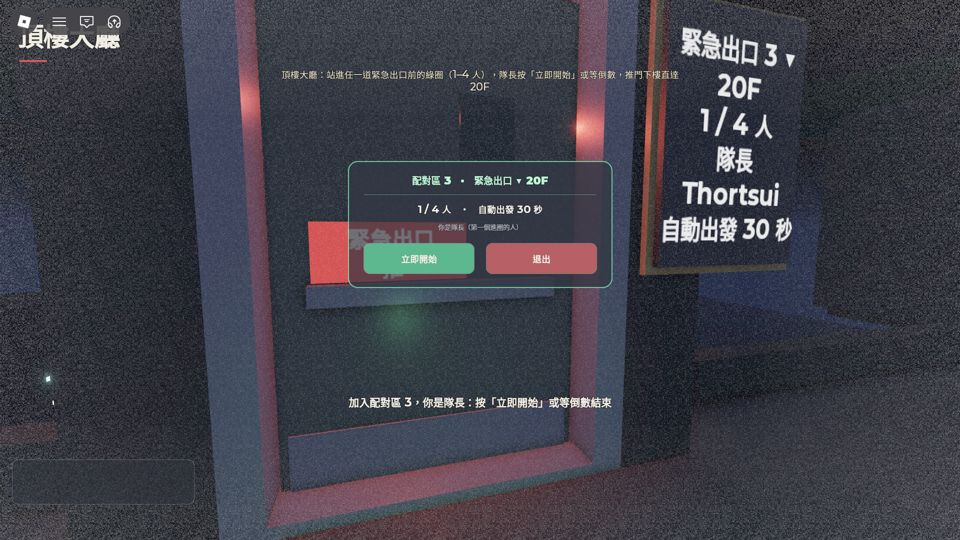 頂樓大廳
頂樓大廳：站進任一道緊急出口前的綠圈（1–4 人），隊長按「立即開始」或等倒數，推門下樓直達
20F
配對區 3 • 緊急出口 ▼ 20F
1 / 4 人 • 自動出發 30 秒
你是隊長（第一個進圈的人）
立即開始
退出
緊急出口
推
加入配對區 3，你是隊長：按「立即開始」或等倒數結束
緊急出口 3 ▼
20F
1 / 4 人
隊長
Thortsui
自動出發 30 秒